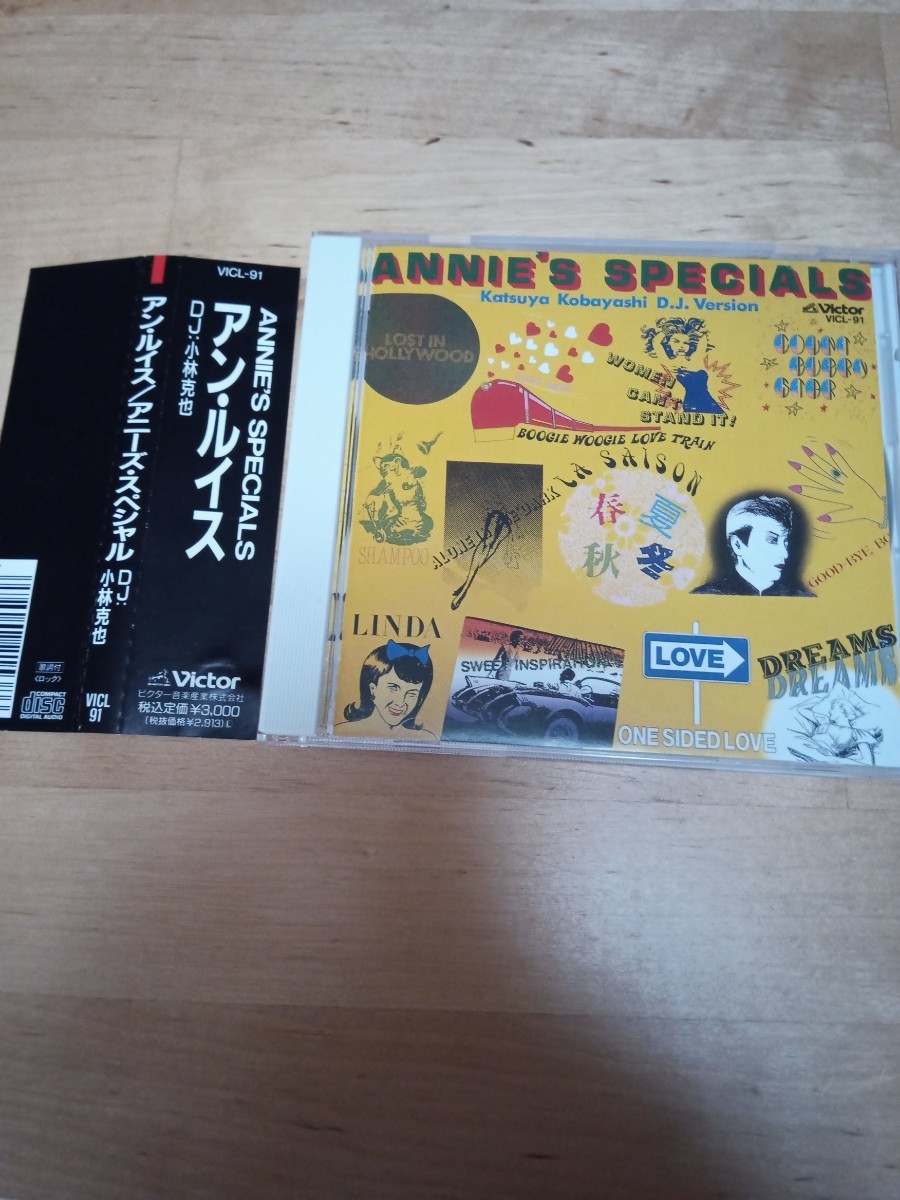 アン・ルイス/アニーズ・スペシャル DJ:小林克也
VICL
91
歌詞付
〈ロック〉
COMPACT
disc
DIGITAL AUDIO
VICL-91
ANNIE'S SPECIALS
アン・ルイス
DJ:小林克也
Victor
ビクター音楽産業株式会社
税込定価¥3,000
(税抜価格¥2,913)L
ANNIE'S SPECIALS
Katsuya Kobayashi D.J. Version
Victor
VICL-91
LOST IN
HOLLYWOOD
WOMEN
CAN'T
STAND IT!
BOOGIE WOOGIE LOVE TRAIN
LA SAISON
春 夏
秋 冬
SHAMPOO
GOOD-BYE BO
LINDA
SWEET INSPIRATION
LOVE
ONE SIDED LOVE
DREAMS
DREAMS